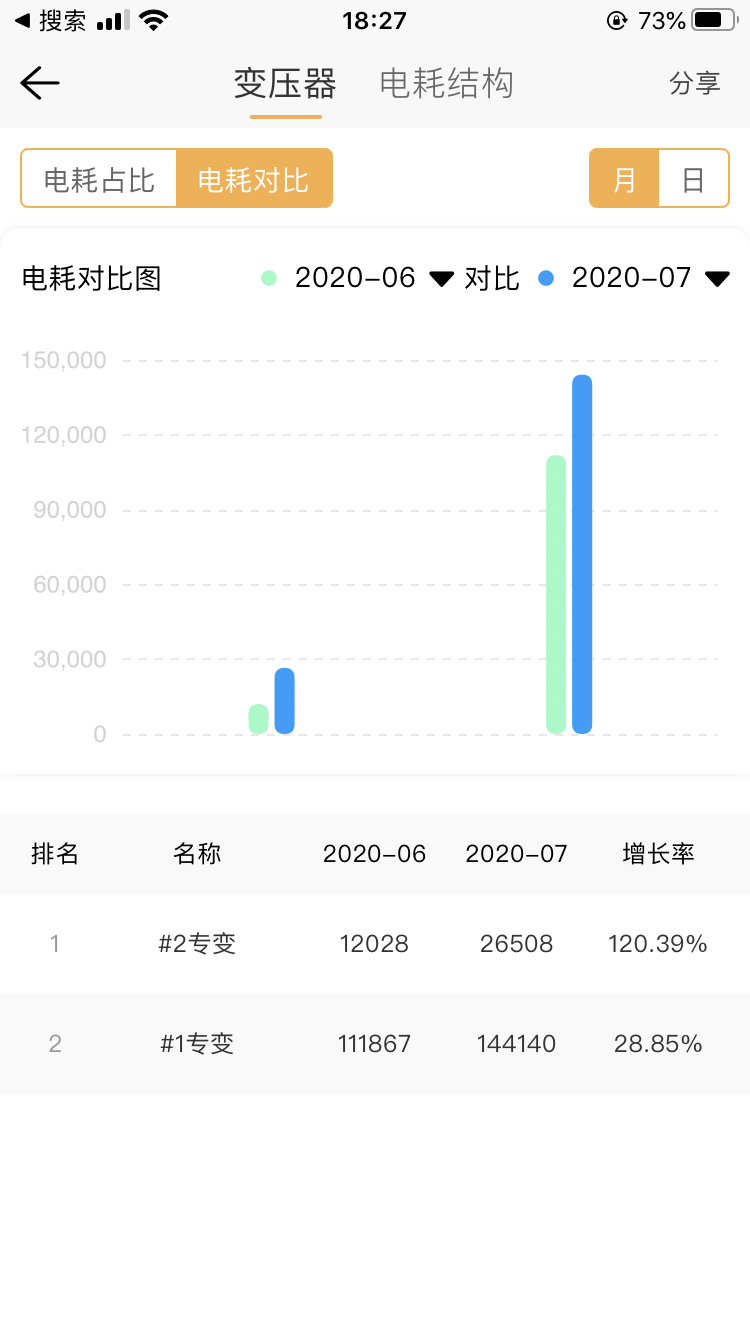 搜索 18:27 73%
变压器 电耗结构 分享
电耗占比 电耗对比 月 日
电耗对比图 2020-06 对比 2020-07
150,000
120,000
90,000
60,000
30,000
0
排名 名称 2020-06 2020-07 增长率
1 #2专变 12028 26508 120.39%
2 #1专变 111867 144140 28.85%